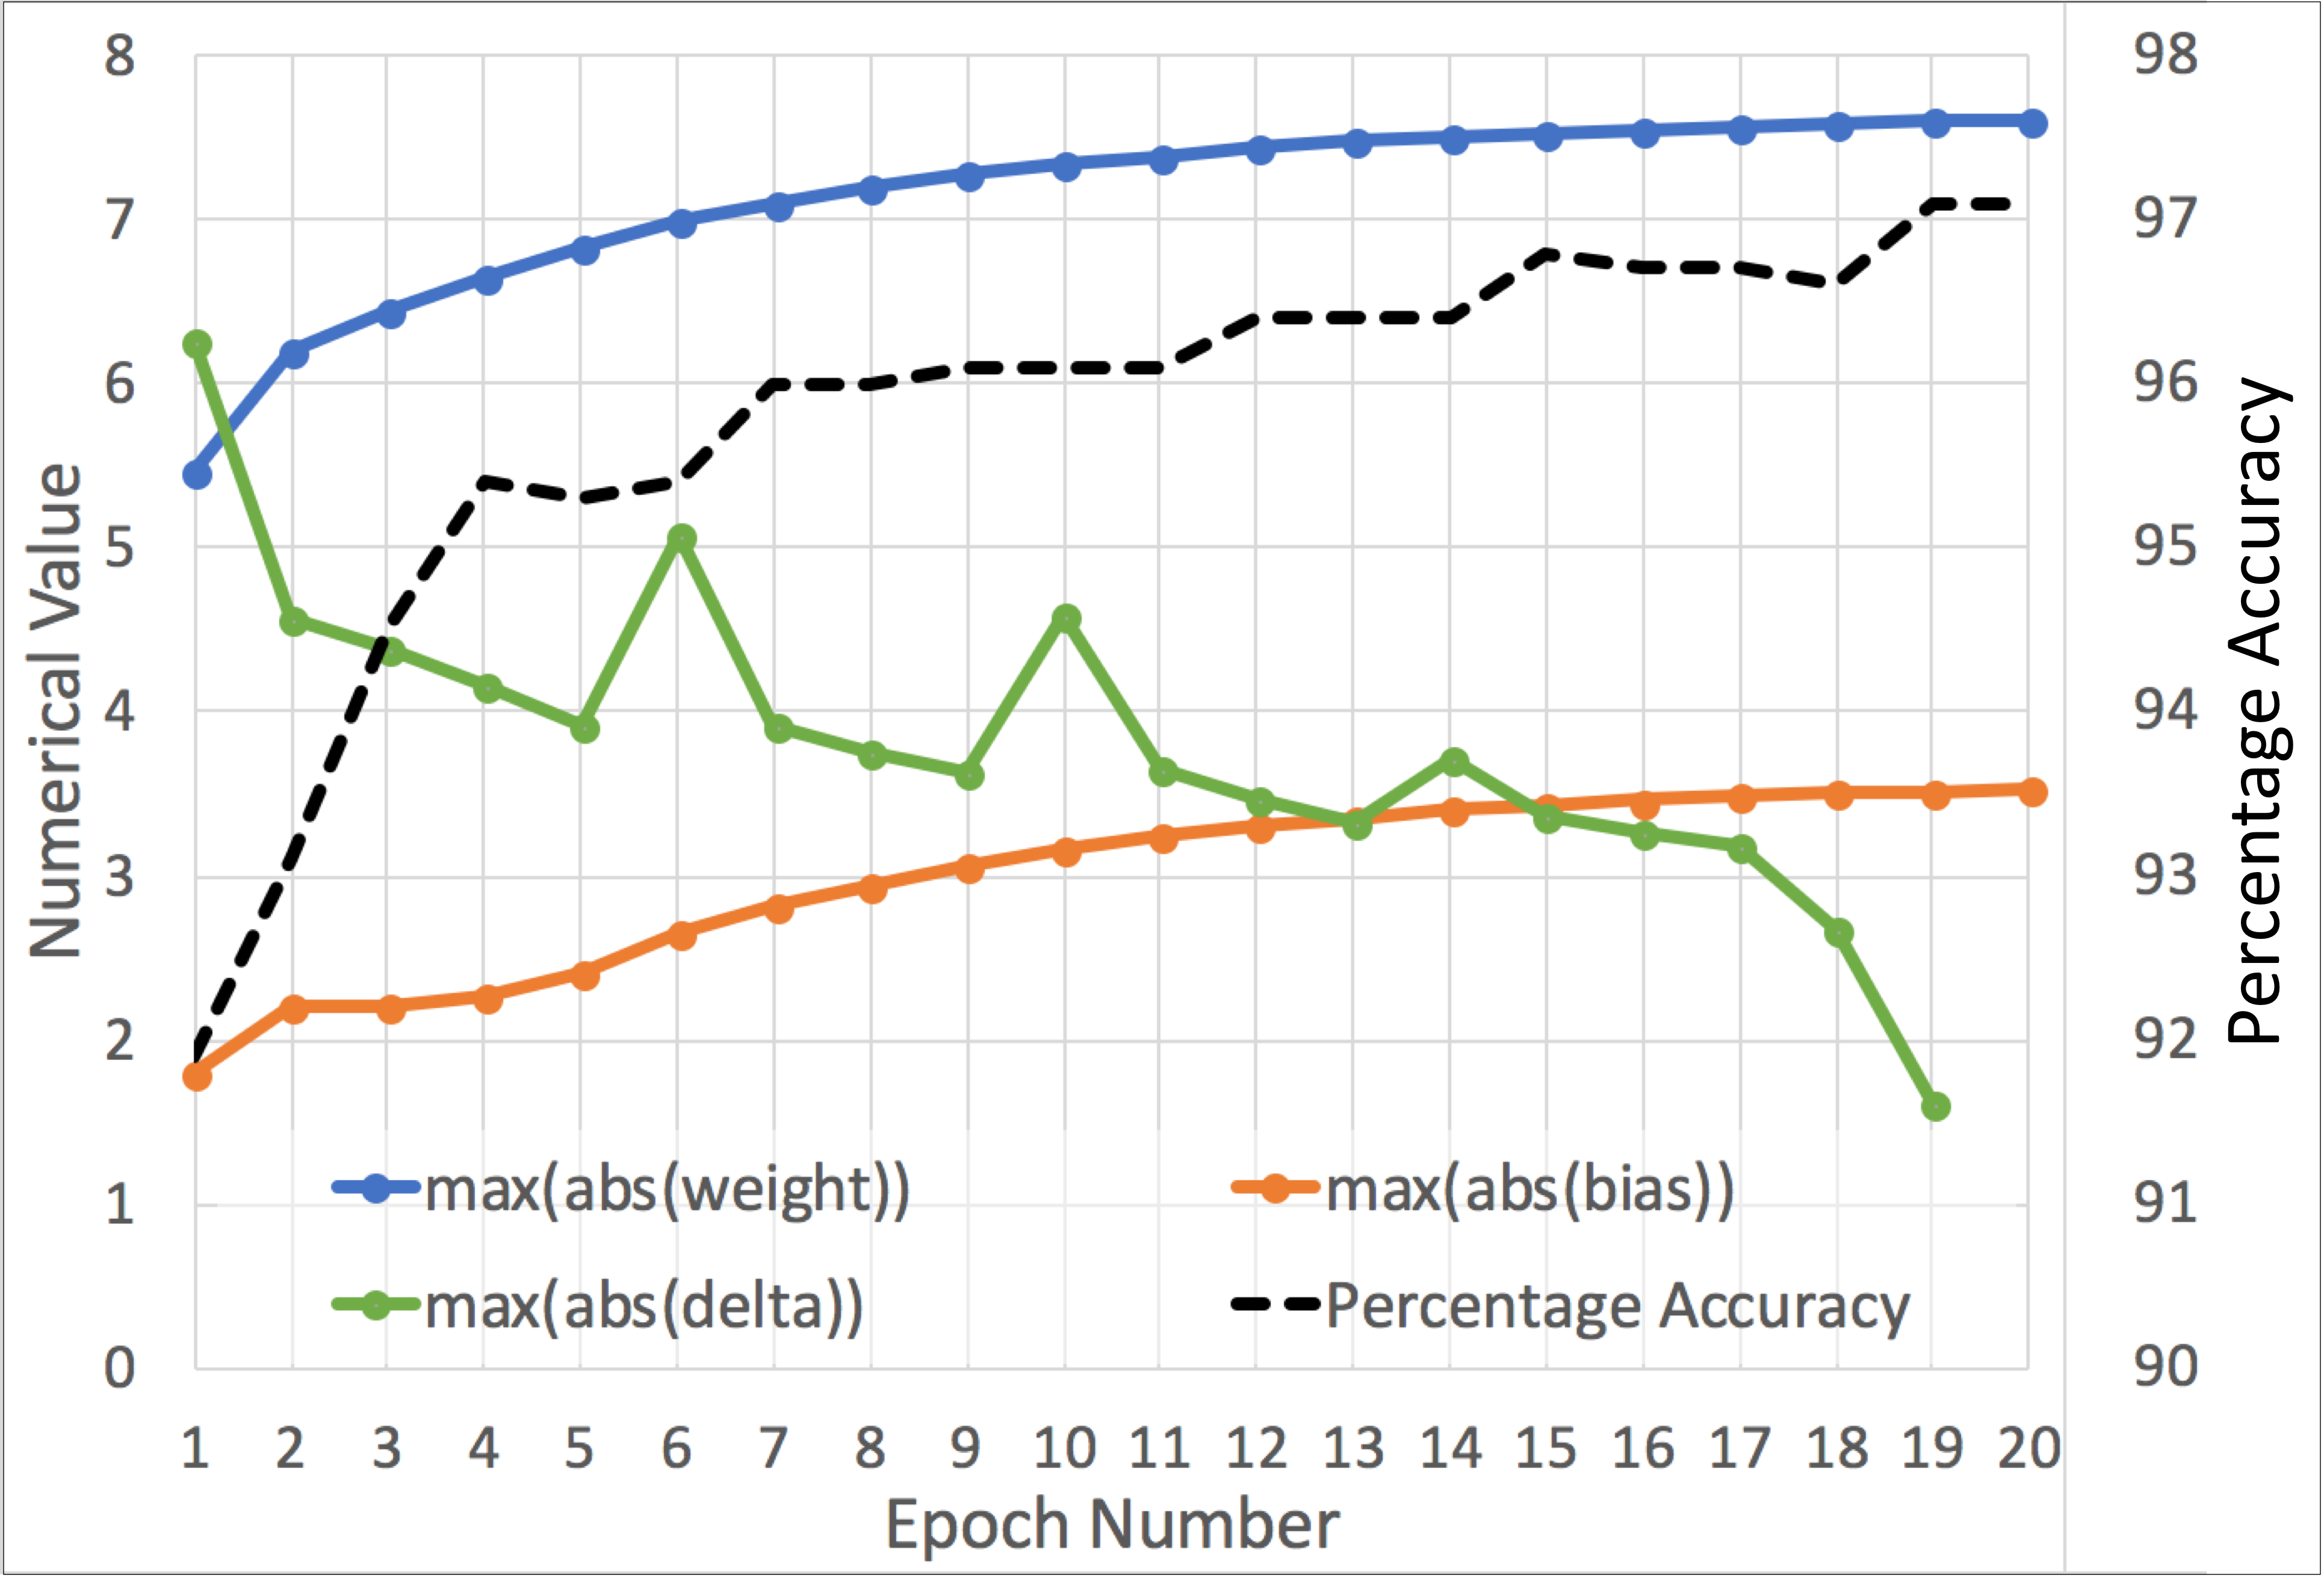 8
7
6
5
4
3
2
1
0
Numerical Value
98
97
96
95
94
93
92
91
90
Percentage Accuracy
max(abs(weight))
max(abs(bias))
max(abs(delta))
Percentage Accuracy
1 2 3 4 5 6 7 8 9 10 11 12 13 14 15 16 17 18 19 20
Epoch Number